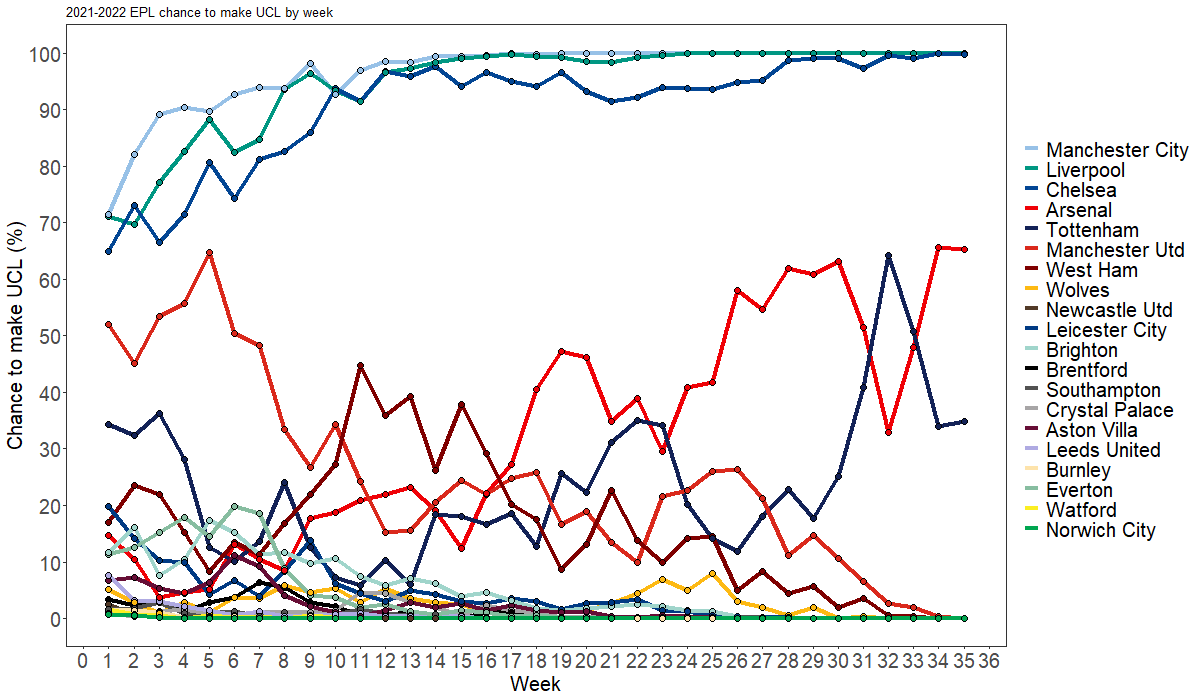 2021-2022 EPL chance to make UCL by week
Chance to make UCL (%)
100
90
80
70
60
50
40
30
20
10
0
0 1 2 3 4 5 6 7 8 9 10 11 12 13 14 15 16 17 18 19 20 21 22 23 24 25 26 27 28 29 30 31 32 33 34 35 36
Week
Manchester City
Liverpool
Chelsea
Arsenal
Tottenham
Manchester Utd
West Ham
Wolves
Newcastle Utd
Leicester City
Brighton
Brentford
Southampton
Crystal Palace
Aston Villa
Leeds United
Burnley
Everton
Watford
Norwich City